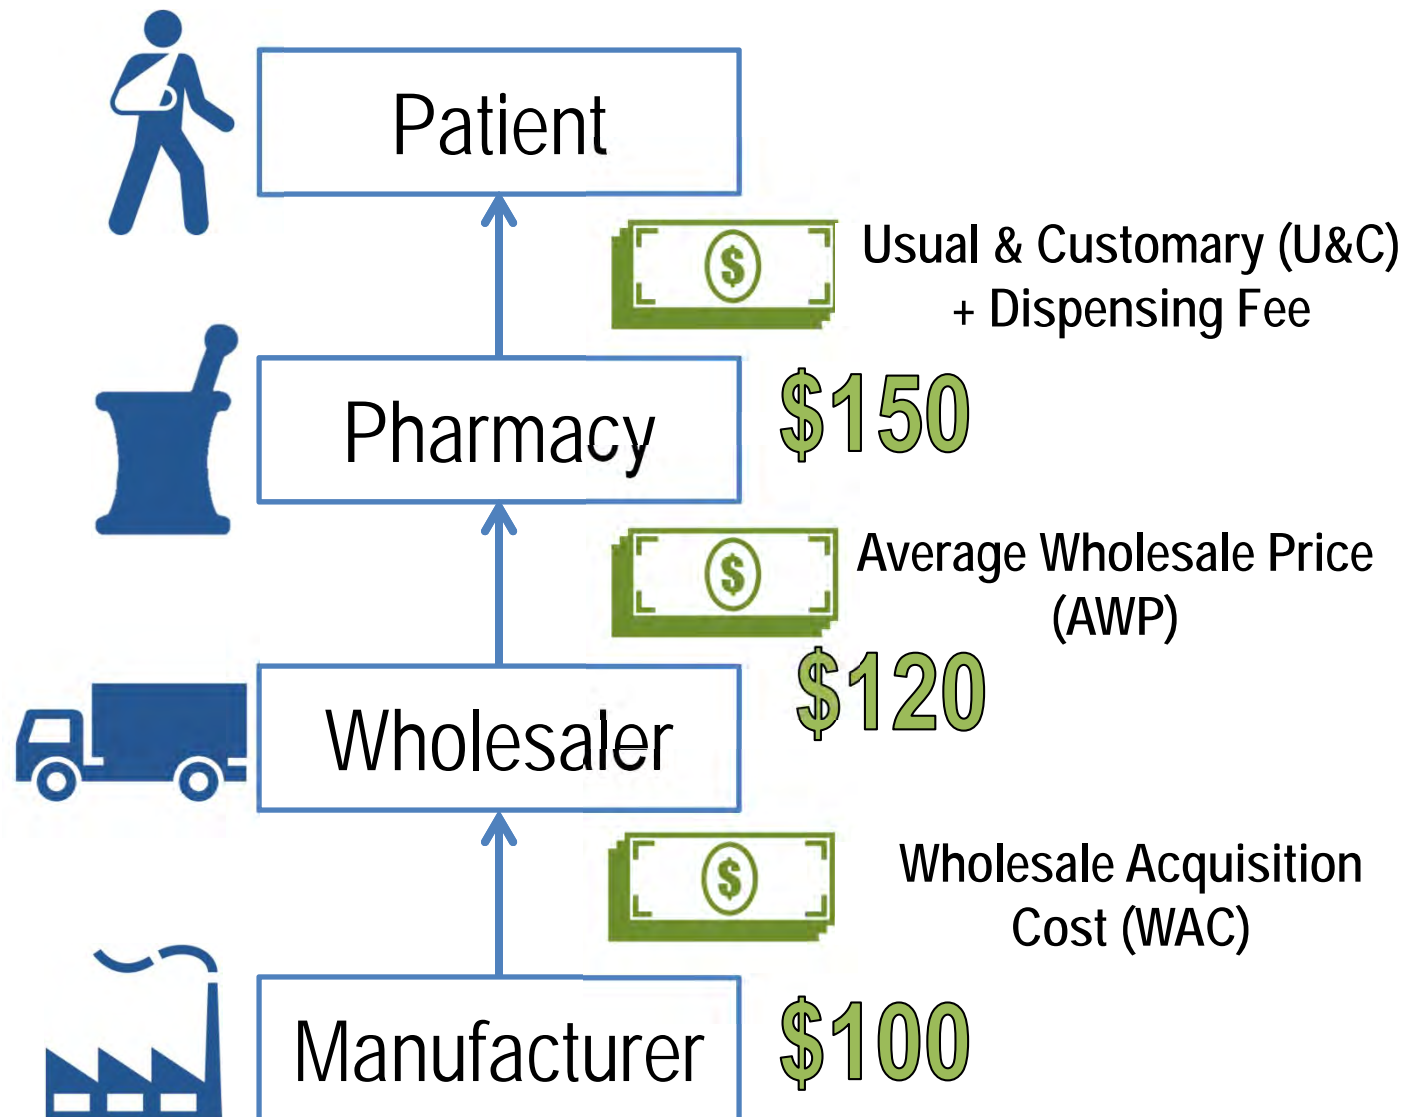 Patient
Usual & Customary (U&C)
+ Dispensing Fee
$
Pharmacy
$150
$
Average Wholesale Price
(AWP)
$120
Wholesaler
$
Wholesale Acquisition
Cost (WAC)
Manufacturer
$100